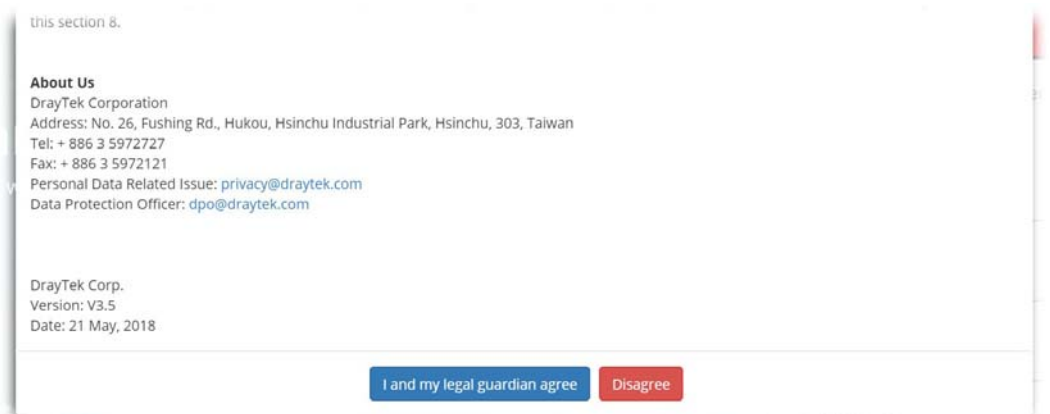 this section 8.
About Us
DrayTek Corporation
Address: No. 26, Fushing Rd., Hukou, Hsinchu Industrial Park, Hsinchu, 303, Taiwan
Tel: + 886 3 5972727
Fax: + 886 3 5972121
Personal Data Related Issue: privacy@draytek.com
Data Protection Officer: dpo@draytek.com
DrayTek Corp.
Version: V3.5
Date: 21 May, 2018
I and my legal guardian agree Disagree